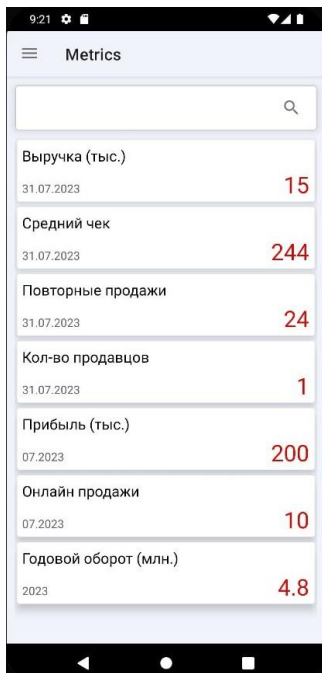 9:21
Metrics
Выручка (тыс.)
31.07.2023
15
Средний чек
31.07.2023
244
Повторные продажи
31.07.2023
24
Кол-во продавцов
31.07.2023
1
Прибыль (тыс.)
07.2023
200
Онлайн продажи
07.2023
10
Годовой оборот (млн.)
2023
4.8